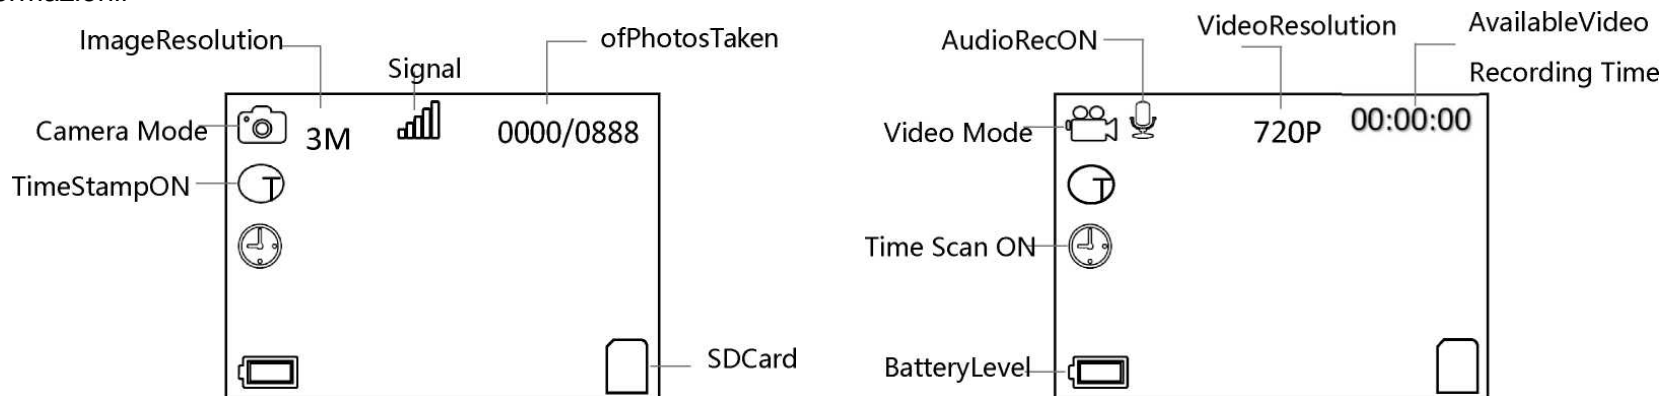 ImageResolution
Signal
ofPhotosTaken
Camera Mode
3M
0000/0888
TimeStampON
T
SDCard
AudioRecON
VideoResolution
AvailableVideo
Recording Time
Video Mode
720P
00:00:00
T
Time Scan ON
BatteryLevel